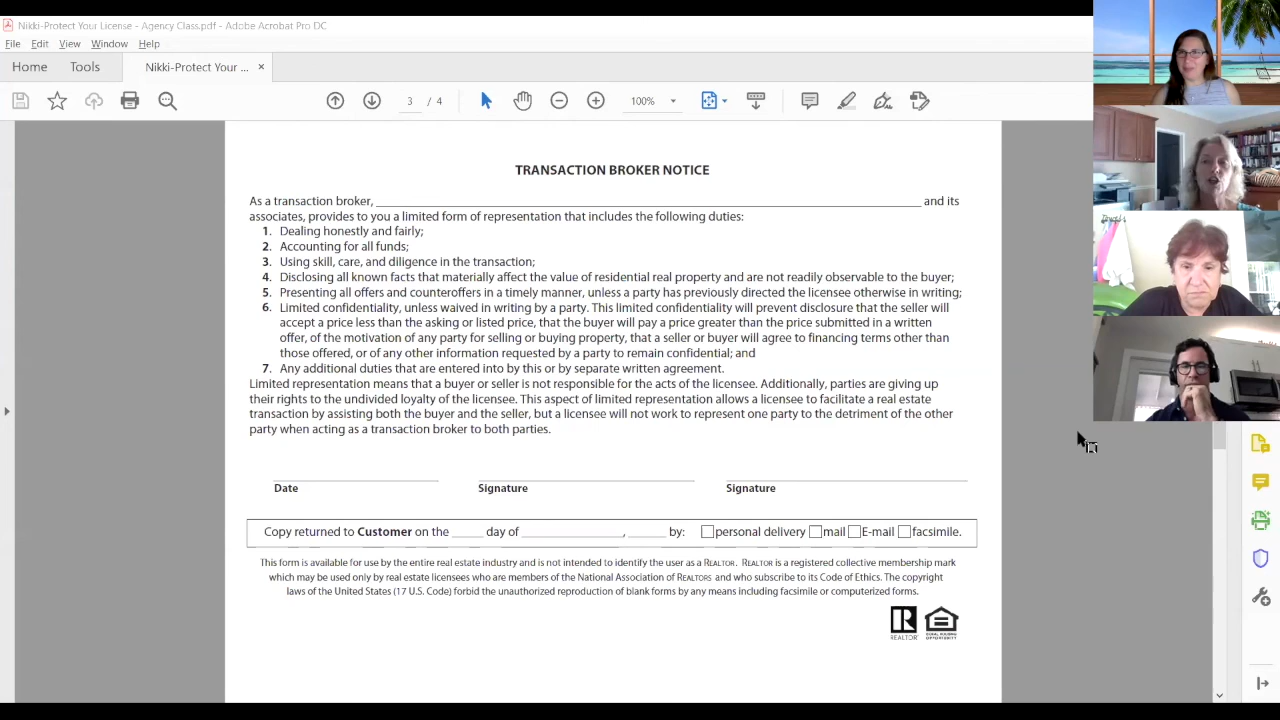 Nikki-Protect Your License - Agency Class.pdf - Adobe Acrobat Pro DC
File Edit View Window Help
Home Tools Nikki-Protect Your ... ×
3 / 4 100%
TRANSACTION BROKER NOTICE
As a transaction broker, ______ and its
associates, provides to you a limited form of representation that includes the following duties:
1. Dealing honestly and fairly;
2. Accounting for all funds;
3. Using skill, care, and diligence in the transaction;
4. Disclosing all known facts that materially affect the value of residential real property and are not readily observable to the buyer;
5. Presenting all offers and counteroffers in a timely manner, unless a party has previously directed the licensee otherwise in writing;
6. Limited confidentiality, unless waived in writing by a party. This limited confidentiality will prevent disclosure that the seller will
accept a price less than the asking or listed price, that the buyer will pay a price greater than the price submitted in a written
offer, of the motivation of any party for selling or buying property, that a seller or buyer will agree to financing terms other than
those offered, or of any other information requested by a party to remain confidential; and
7. Any additional duties that are entered into by this or by separate written agreement.
Limited representation means that a buyer or seller is not responsible for the acts of the licensee. Additionally, parties are giving up
their rights to the undivided loyalty of the licensee. This aspect of limited representation allows a licensee to facilitate a real estate
transaction by assisting both the buyer and the seller, but a licensee will not work to represent one party to the detriment of the other
party when acting as a transaction broker to both parties.
Date Signature Signature
Copy returned to Customer on the _____ day of _______________, ______ by: personal delivery mail E-mail facsimile.
This form is available for use by the entire real estate industry and is not intended to identify the user as a REALTOR. REALTOR is a registered collective membership mark
which may be used only by real estate licensees who are members of the National Association of REALTORS and who subscribe to its Code of Ethics. The copyright
laws of the United States (17 U.S. Code) forbid the unauthorized reproduction of blank forms by any means including facsimile or computerized forms.
REALTOR EQUAL HOUSING
OPPORTUNITY